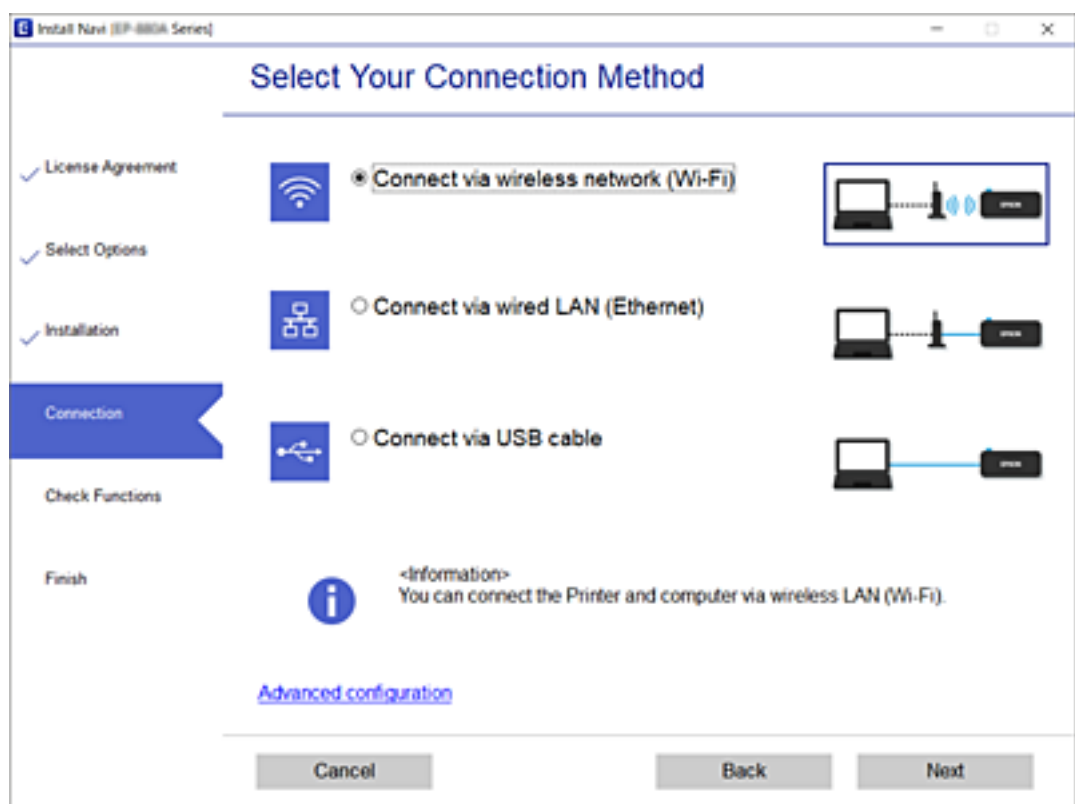 Install Navi [EP-880A Series]
Select Your Connection Method
License Agreement
Select Options
Installation
Connection
Check Functions
Finish
Connect via wireless network (Wi-Fi)
Connect via wired LAN (Ethernet)
Connect via USB cable
<Information>
You can connect the Printer and computer via wireless LAN (Wi-Fi).
Advanced configuration
Cancel
Back
Next